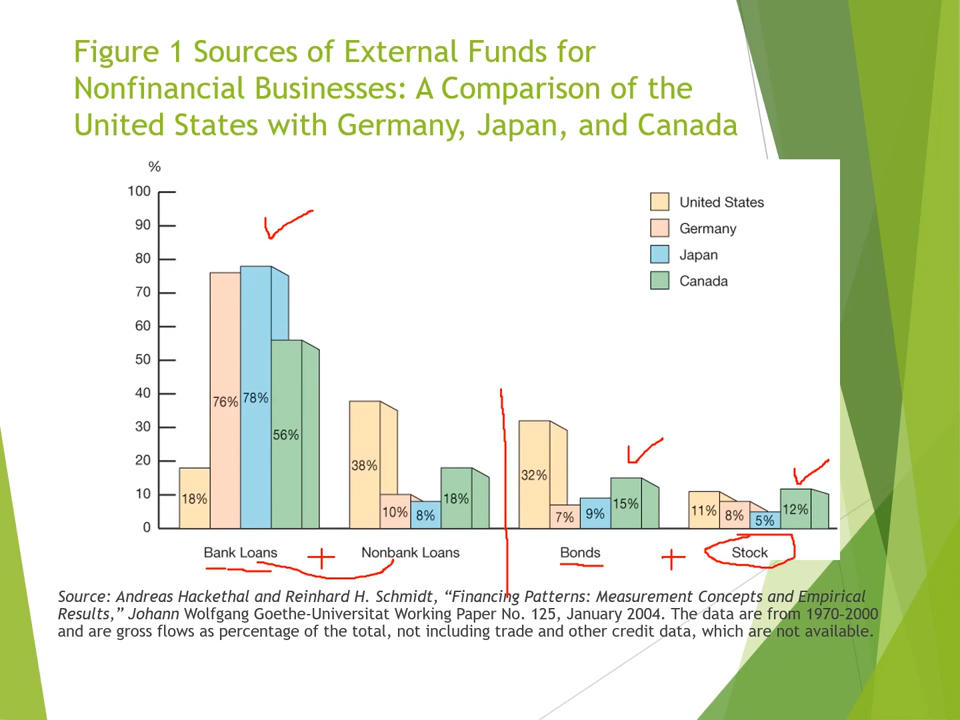 Figure 1 Sources of External Funds for
Nonfinancial Businesses: A Comparison of the
United States with Germany, Japan, and Canada
%
100
90
80
70
60
50
40
30
20
10
0
United States
Germany
Japan
Canada
18%
76%
78%
56%
38%
10%
8%
18%
32%
7%
9%
15%
11%
8%
5%
12%
Bank Loans
Nonbank Loans
Bonds
Stock
Source: Andreas Hackethal and Reinhard H. Schmidt, “Financing Patterns: Measurement Concepts and Empirical
Results,” Johann Wolfgang Goethe-Universitat Working Paper No. 125, January 2004. The data are from 1970-2000
and are gross flows as percentage of the total, not including trade and other credit data, which are not available.